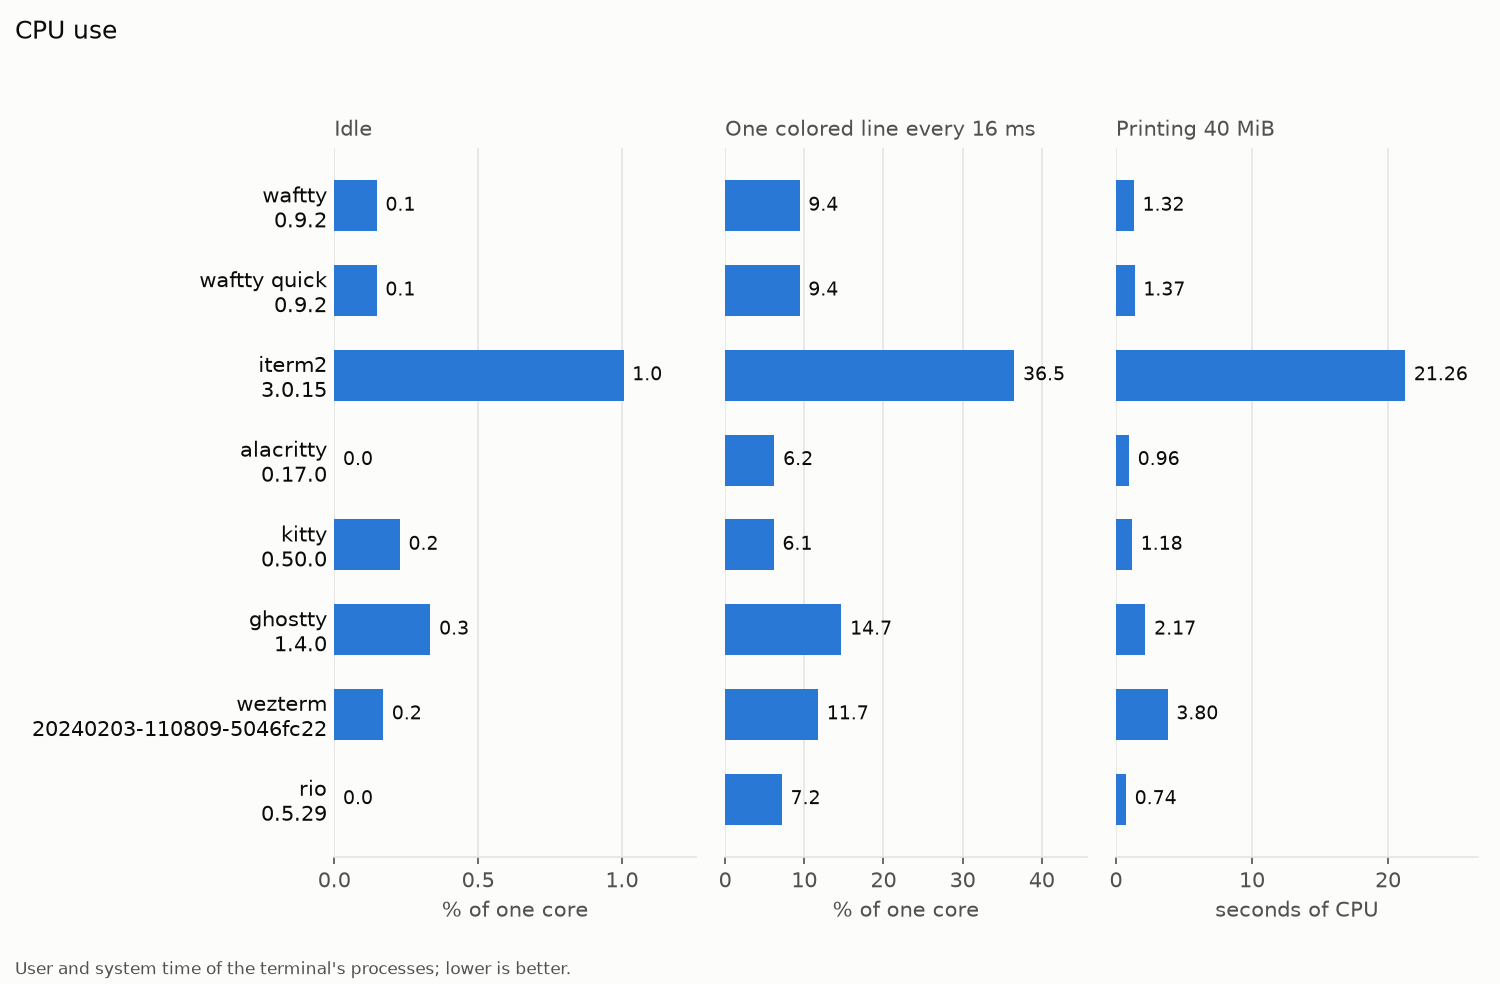 CPU use
Idle
One colored line every 16 ms
Printing 40 MiB
waftty
0.9.2
0.1
9.4
1.32
waftty quick
0.9.2
0.1
9.4
1.37
iterm2
3.0.15
1.0
36.5
21.26
alacritty
0.17.0
0.0
6.2
0.96
kitty
0.50.0
0.2
6.1
1.18
ghostty
1.4.0
0.3
14.7
2.17
wezterm
20240203-110809-5046fc22
0.2
11.7
3.80
rio
0.5.29
0.0
7.2
0.74
0.0 0.5 1.0
0 10 20 30 40
0 10 20
% of one core
% of one core
seconds of CPU
User and system time of the terminal's processes; lower is better.